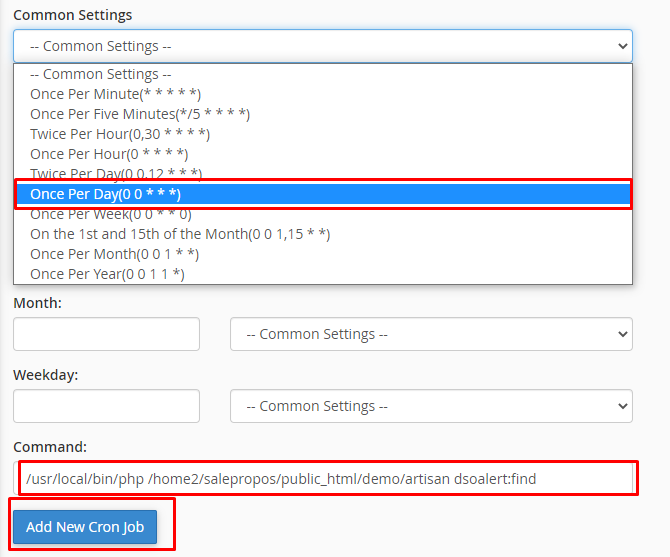 Common Settings
-- Common Settings --
-- Common Settings --
Once Per Minute(* * * * *)
Once Per Five Minutes(*/5 * * * *)
Twice Per Hour(0,30 * * * *)
Once Per Hour(0 * * * *)
Twice Per Day(0 0,12 * * *)
Once Per Day(0 0 * * *)
Once Per Week(0 0 * * 0)
On the 1st and 15th of the Month(0 0 1,15 * *)
Once Per Month(0 0 1 * *)
Once Per Year(0 0 1 1 *)
Month:
-- Common Settings --
Weekday:
-- Common Settings --
Command:
/usr/local/bin/php /home2/salepropos/public_html/demo/artisan dsoalert:find
Add New Cron Job